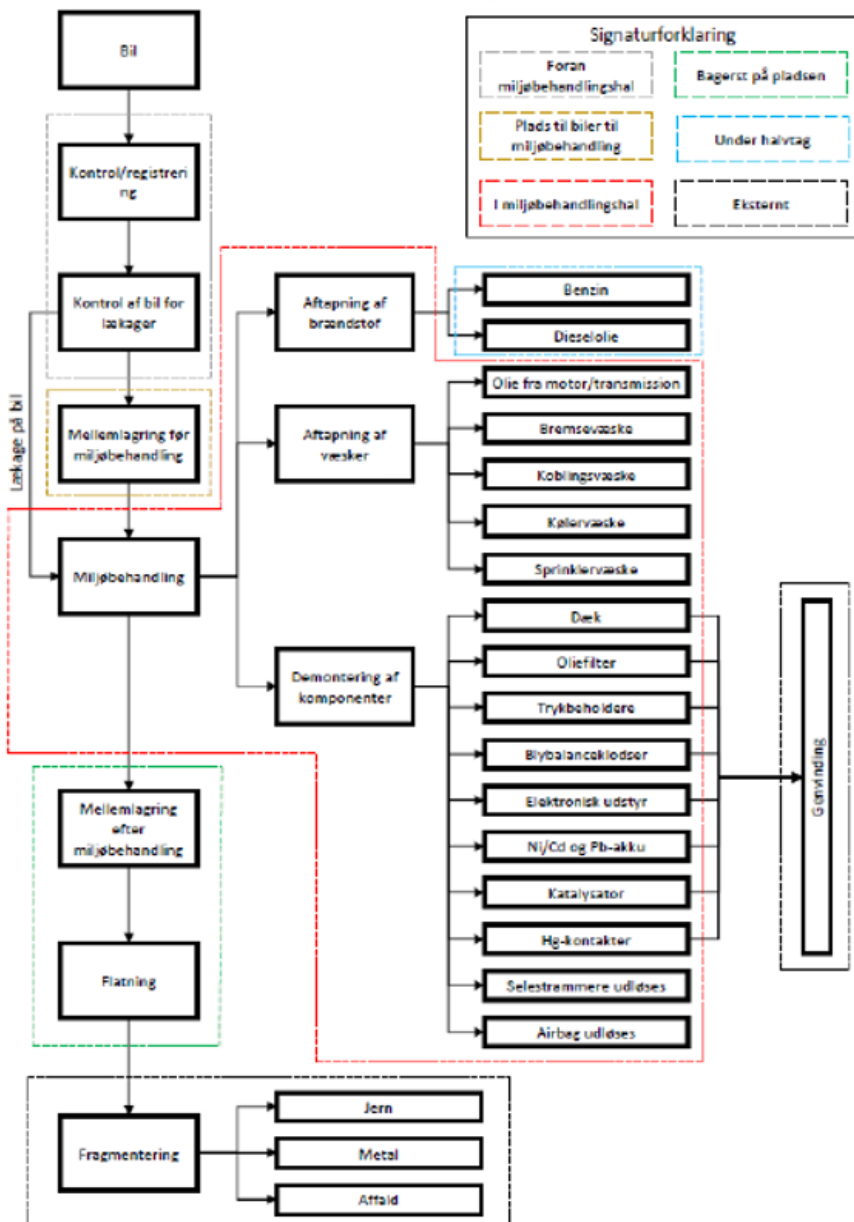 Bil
Signaturforklaring
Foran
miljøbehandlingshal
Bagerst på pladsen
Plads til biler til
miljøbehandling
Under halvtag
I miljøbehandlingshal
Eksternt
Kontrol/registreri
ng
Kontrol af bil for
lækager
Lækage på bil
Mellemlagring før
miljøbehandling
Miljøbehandling
Aftapning af
brændstof
Benzin
Dieselolie
Aftapning af
væsker
Olie fra motor/transmission
Bremsevæske
Koblingsvæske
Kølervæske
Sprinklervæske
Demontering af
komponenter
Dæk
Oliefilter
Trykbeholdere
Blybalanceklodser
Elektronisk udstyr
Ni/Cd og Pb-akku
Katalysator
Hg-kontakter
Selestrammere udløses
Airbag udløses
Genvinding
Mellemlagring
efter
miljøbehandling
Flatning
Fragmentering
Jern
Metal
Affald